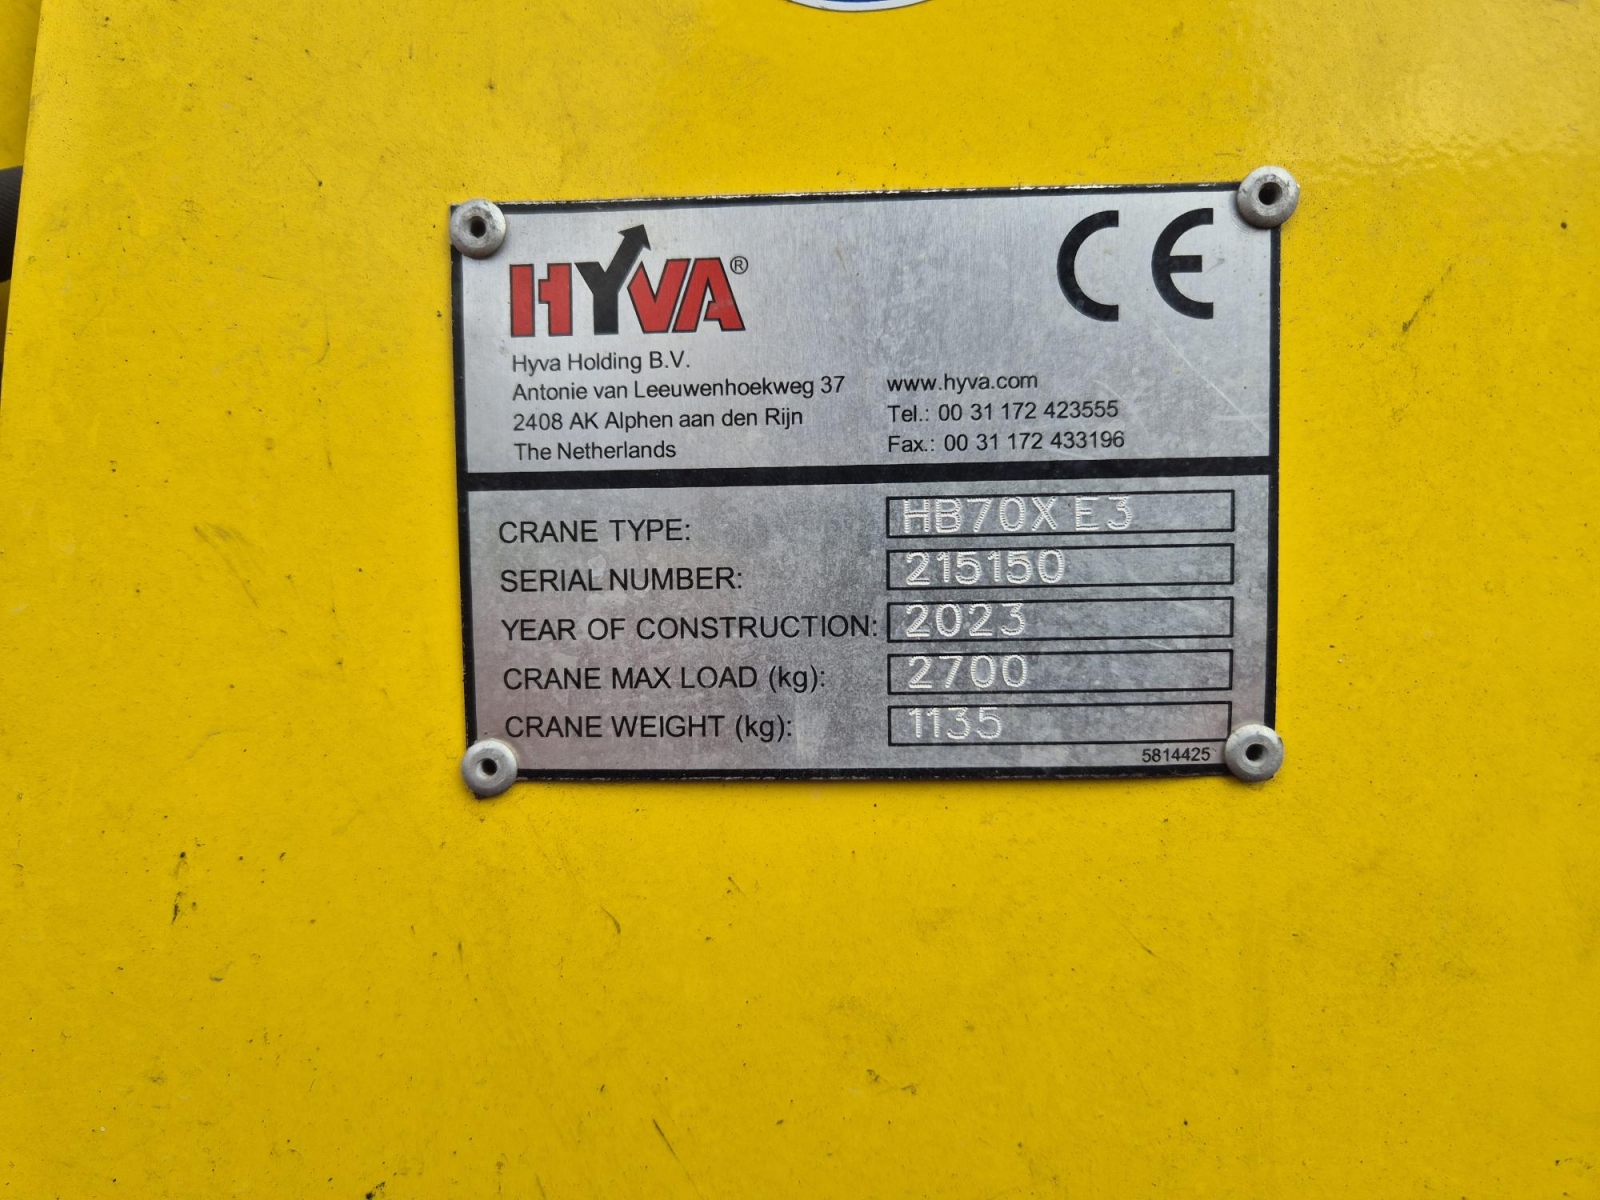 HYVA®
CE
Hyva Holding B.V.
Antonie van Leeuwenhoekweg 37
2408 AK Alphen aan den Rijn
The Netherlands
www.hyva.com
Tel.: 00 31 172 423555
Fax.: 00 31 172 433196
CRANE TYPE: HB70X E3
SERIAL NUMBER: 215150
YEAR OF CONSTRUCTION: 2023
CRANE MAX LOAD (kg): 2700
CRANE WEIGHT (kg): 1135
5814425